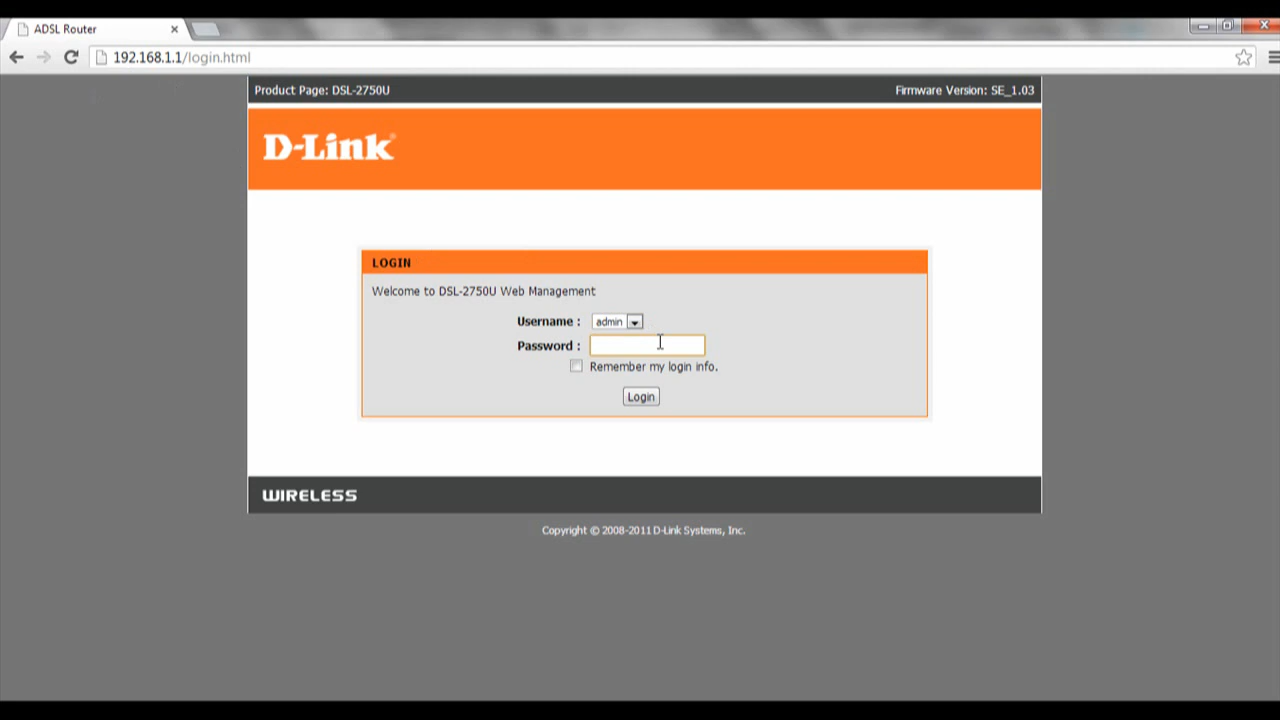 ADSL Router
192.168.1.1/login.html
Product Page: DSL-2750U Firmware Version: SE_1.03
D-Link
LOGIN
Welcome to DSL-2750U Web Management
Username : admin
Password :
Remember my login info.
Login
WIRELESS
Copyright © 2008-2011 D-Link Systems, Inc.